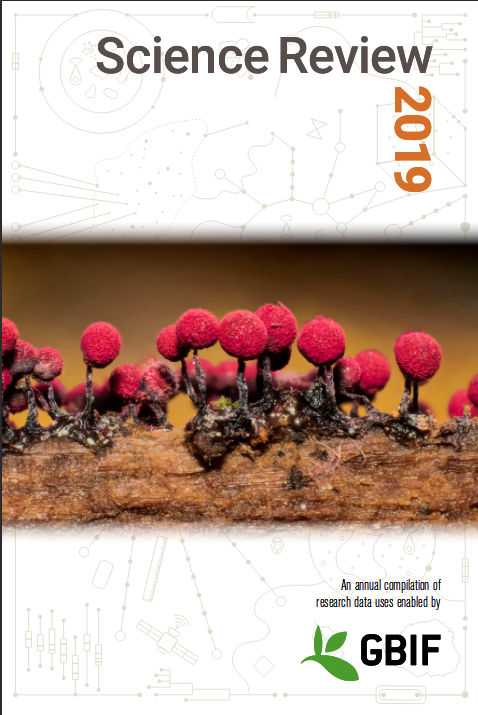 Science Review
2019
An annual compilation of
research data uses enabled by
GBIF